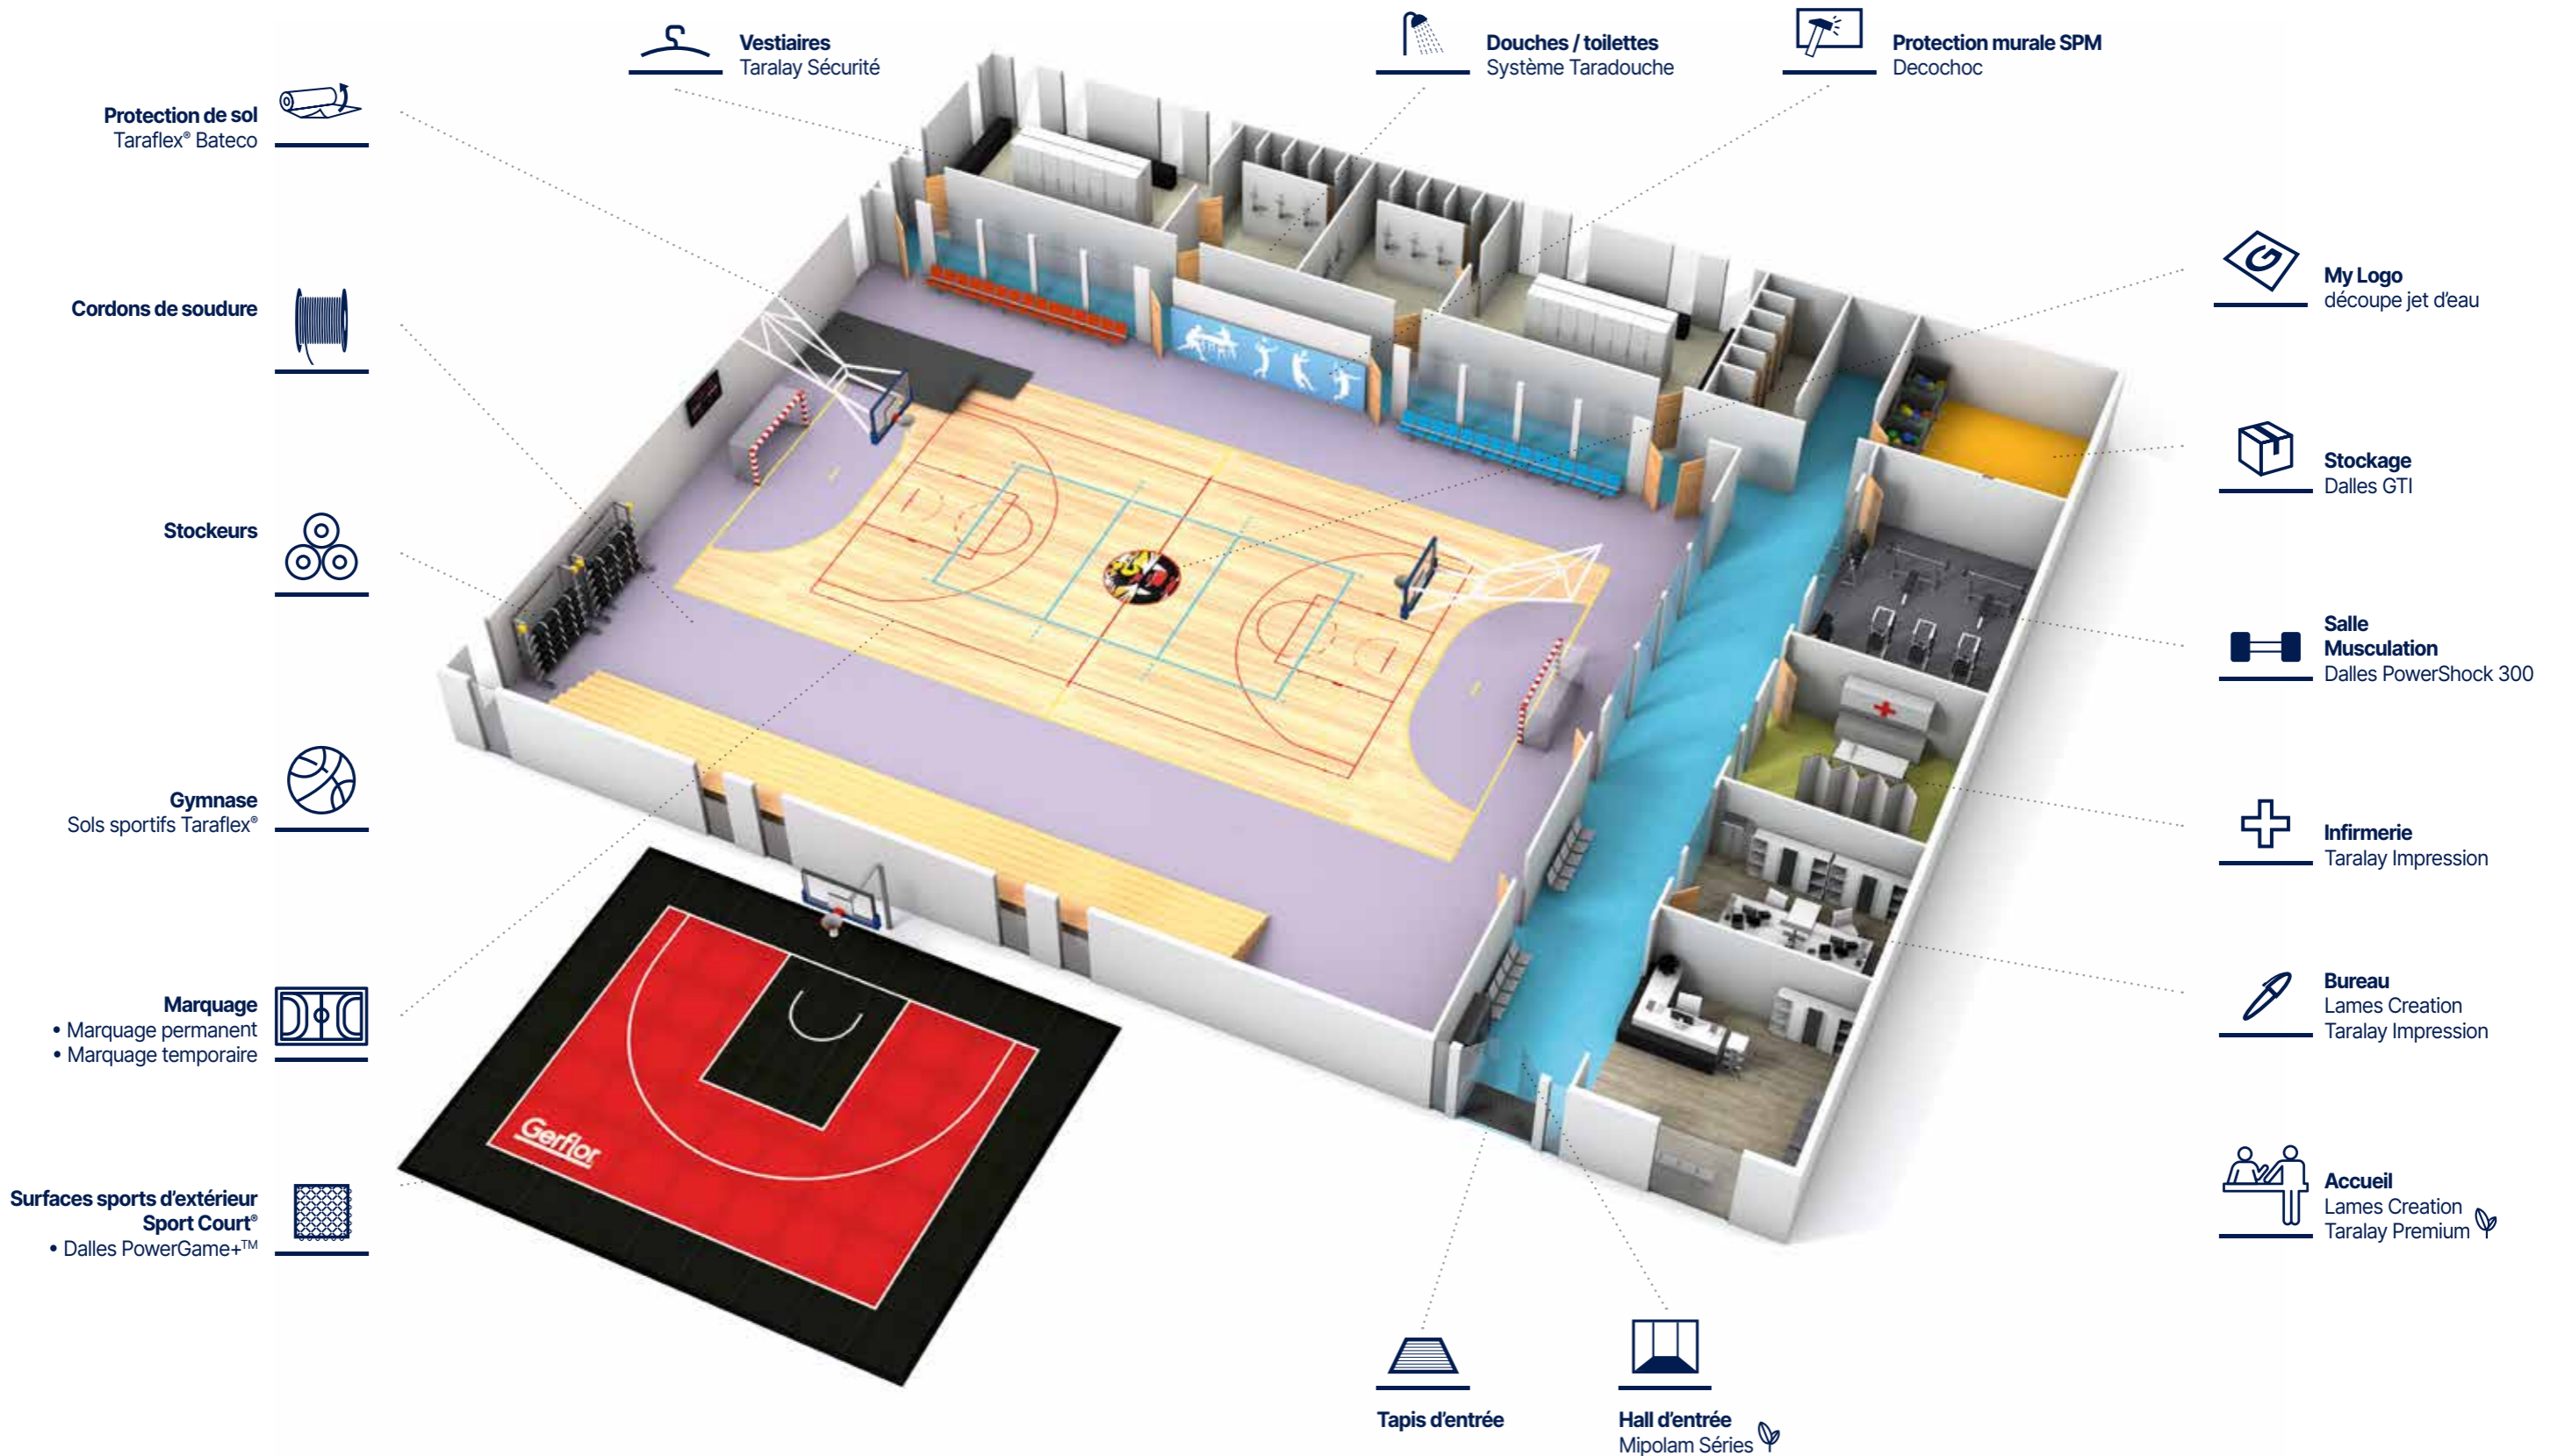 Vestiaires
Taralay Sécurité
Douches / toilettes
Système Taradouche
Protection murale SPM
Decochoc
Protection de sol
Taraflex® Bateco
Cordons de soudure
Stockeurs
Gymnase
Sols sportifs Taraflex®
Marquage
• Marquage permanent
• Marquage temporaire
Surfaces sports d'extérieur
Sport Court®
• Dalles PowerGame+™
Gerflor
My Logo
découpe jet d'eau
Stockage
Dalles GTI
Salle
Musculation
Dalles PowerShock 300
Infirmerie
Taralay Impression
Bureau
Lames Creation
Taralay Impression
Accueil
Lames Creation
Taralay Premium
Tapis d'entrée
Hall d'entrée
Mipolam Séries